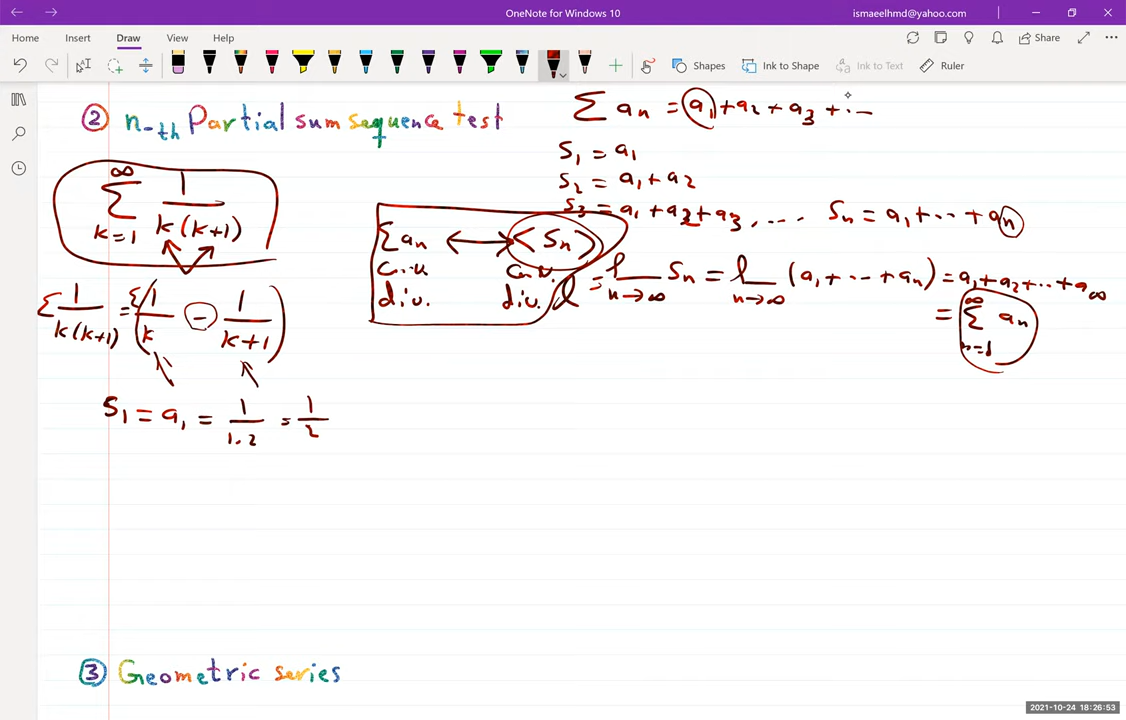 OneNote for Windows 10
ismaeelhmd@yahoo.com
Home Insert Draw View Help
Share
Shapes Ink to Shape Ink to Text Ruler
② n-th Partial sum sequence test
∑ aₙ = a₁ + a₂ + a₃ + ...
S₁ = a₁
S₂ = a₁ + a₂
S₃ = a₁ + a₂ + a₃, .... Sₙ = a₁ + ... + aₙ
∞ ∑ k=1 1/k(k+1)
∑aₙ ⟷ <Sₙ>
conv conv.
div. div.
l = l n→∞ Sₙ = l n→∞ (a₁ + ... + aₙ) = a₁ + a₂ + ... + a∞
= ∞ ∑ n=1 aₙ
∑ 1/k(k+1) = ∑(1/k - 1/k+1)
S₁ = a₁ = 1/1.2 = 1/2
③ Geometric series
2021-10-24 18:26:53